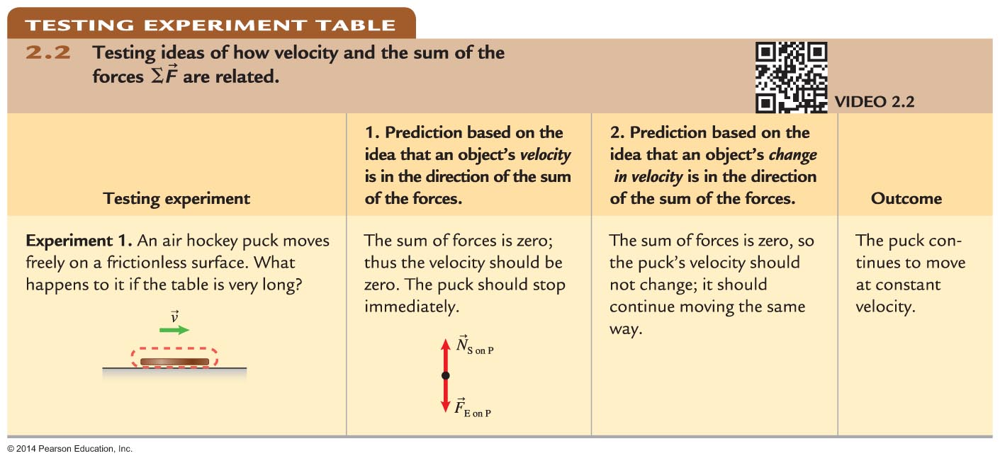 TESTING EXPERIMENT TABLE
2.2 Testing ideas of how velocity and the sum of the
forces ΣF⃗ are related.
VIDEO 2.2
Testing experiment
1. Prediction based on the
idea that an object's velocity
is in the direction of the sum
of the forces.
2. Prediction based on the
idea that an object's change
in velocity is in the direction
of the sum of the forces.
Outcome
Experiment 1. An air hockey puck moves
freely on a frictionless surface. What
happens to it if the table is very long?
v⃗
The sum of forces is zero;
thus the velocity should be
zero. The puck should stop
immediately.
N⃗ S on P
F⃗ E on P
The sum of forces is zero, so
the puck's velocity should
not change; it should
continue moving the same
way.
The puck con-
tinues to move
at constant
velocity.
© 2014 Pearson Education, Inc.